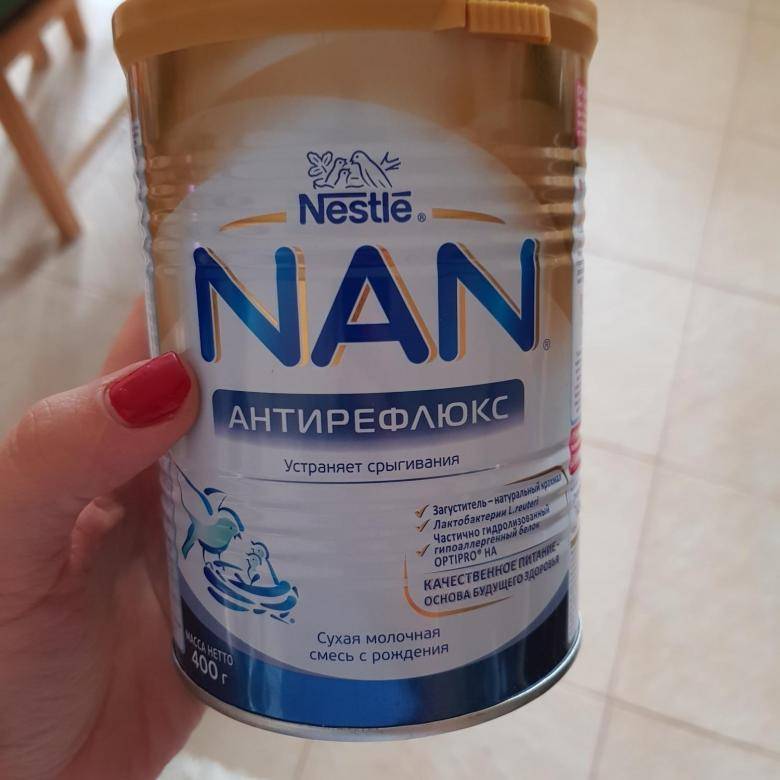 Nestlé®
NAN®
АНТИРЕФЛЮКС
Устраняет срыгивания
✓ Загуститель – натуральный крахмал
✓ Лактобактерии L.reuteri
✓ Частично гидролизованный
гипоаллергенный белок
OPTIPRO® HA
КАЧЕСТВЕННОЕ ПИТАНИЕ -
ОСНОВА БУДУЩЕГО ЗДОРОВЬЯ
Сухая молочная
смесь с рождения
МАССА НЕТТО
400 г